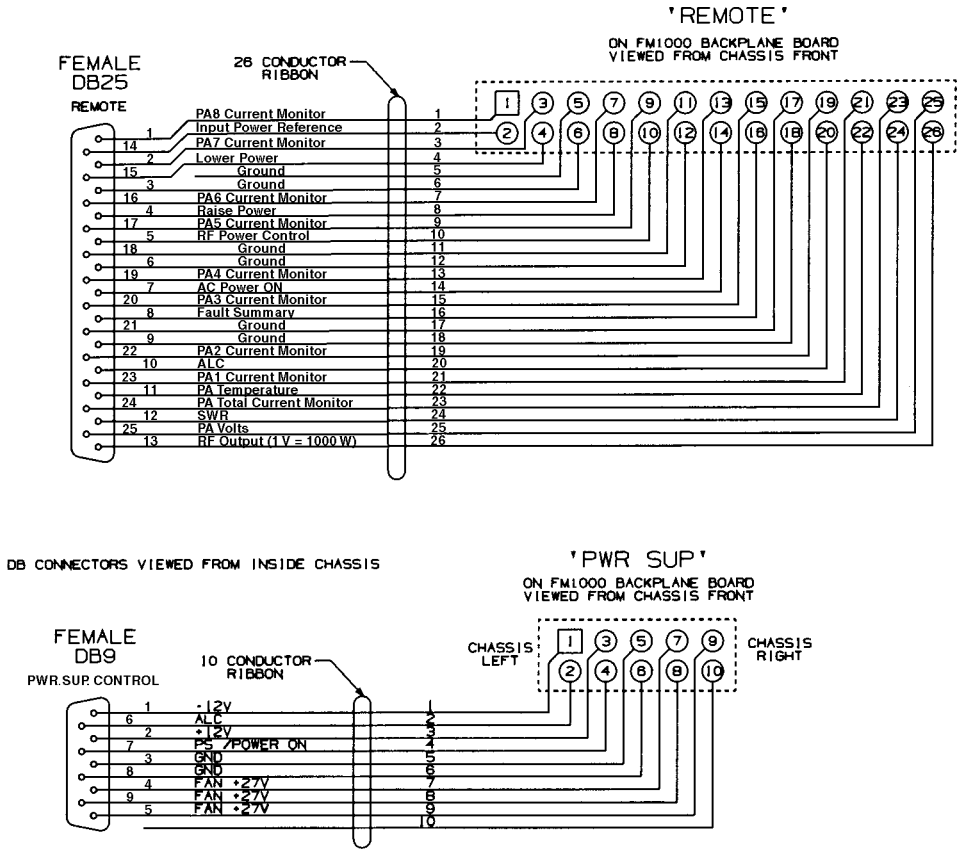 'REMOTE'
ON FM1000 BACKPLANE BOARD
VIEWED FROM CHASSIS FRONT
FEMALE
DB25
REMOTE
26 CONDUCTOR
RIBBON
1 3 5 7 9 11 13 15 17 19 21 23 25
2 4 6 8 10 12 14 16 18 20 22 24 26
1 PA8 Current Monitor 1
14 Input Power Reference 2
2 PA7 Current Monitor 3
15 Lower Power 4
Ground 5
3 Ground 6
16 PA6 Current Monitor 7
4 Raise Power 8
17 PA5 Current Monitor 9
5 RF Power Control 10
18 Ground 11
6 Ground 12
19 PA4 Current Monitor 13
7 AC Power ON 14
20 PA3 Current Monitor 15
8 Fault Summary 16
21 Ground 17
9 Ground 18
22 PA2 Current Monitor 19
10 ALC 20
23 PA1 Current Monitor 21
11 PA Temperature 22
24 PA Total Current Monitor 23
12 SWR 24
25 PA Volts 25
13 RF Output (1 V = 1000 W) 26
DB CONNECTORS VIEWED FROM INSIDE CHASSIS
'PWR SUP'
ON FM1000 BACKPLANE BOARD
VIEWED FROM CHASSIS FRONT
FEMALE
DB9
PWR.SUP. CONTROL
10 CONDUCTOR
RIBBON
CHASSIS
LEFT
1 3 5 7 9
2 4 6 8 10
CHASSIS
RIGHT
1 -12V 1
6 ALC 2
2 +12V 3
7 PS /POWER ON 4
3 GND 5
8 GND 6
4 FAN +27V 7
9 FAN +27V 8
5 FAN +27V 9
10